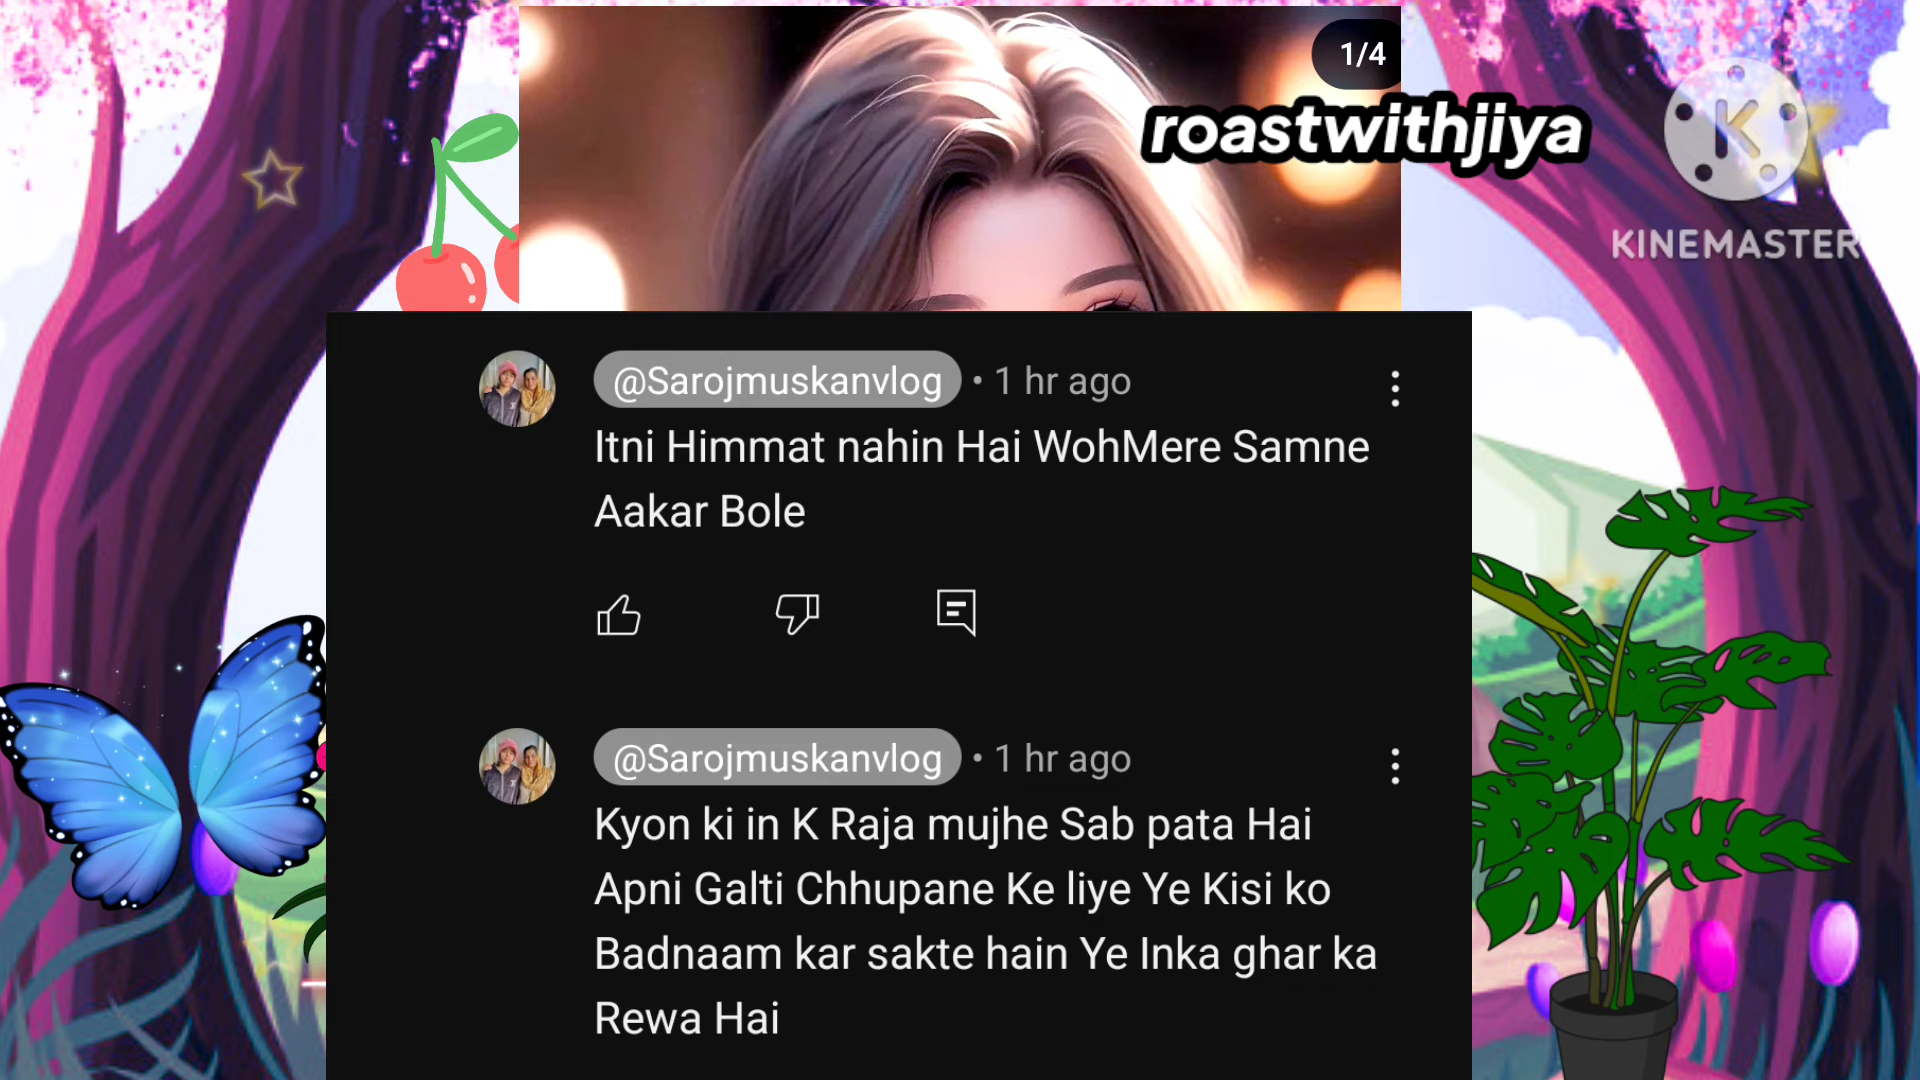 1/4
roastwithjiya
K
KINEMASTER
@Sarojmuskanvlog • 1 hr ago
Itni Himmat nahin Hai WohMere Samne
Aakar Bole
@Sarojmuskanvlog • 1 hr ago
Kyon ki in K Raja mujhe Sab pata Hai
Apni Galti Chhupane Ke liye Ye Kisi ko
Badnaam kar sakte hain Ye Inka ghar ka
Rewa Hai